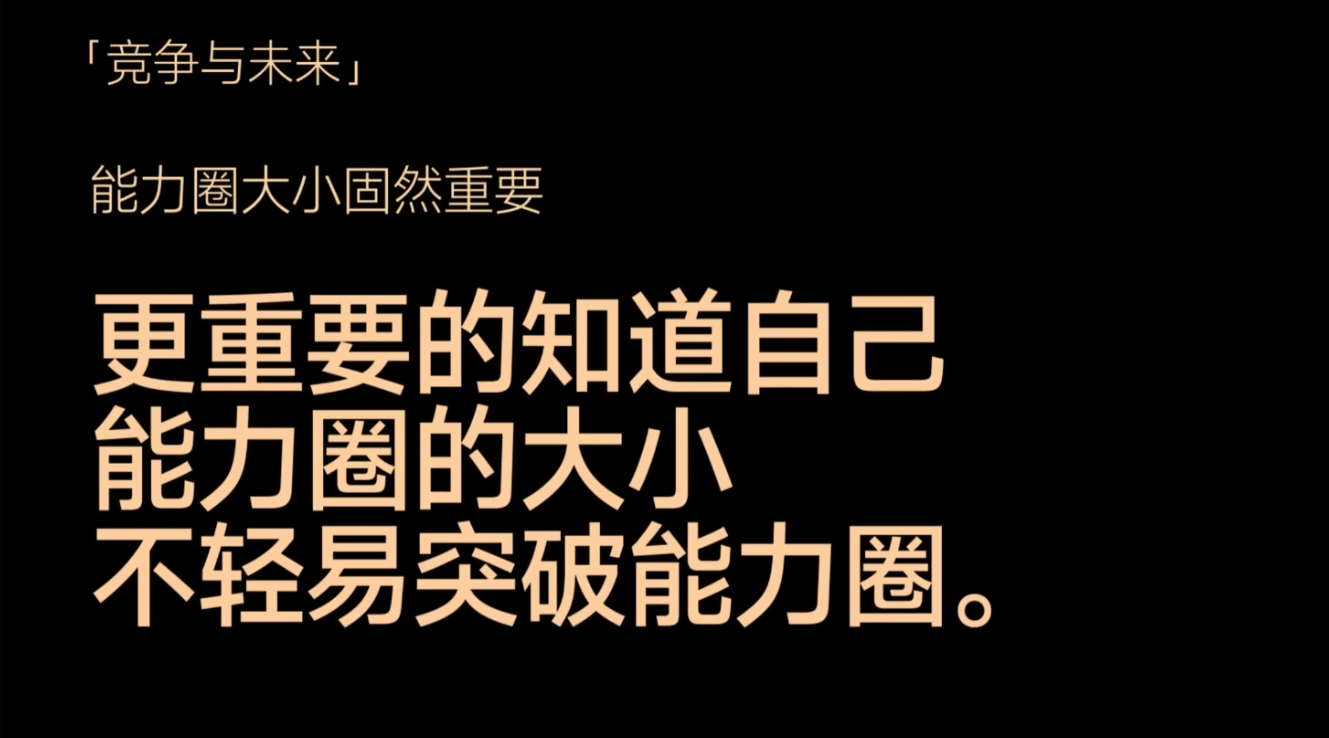 「竞争与未来」
能力圈大小固然重要
更重要的知道自己
能力圈的大小
不轻易突破能力圈。